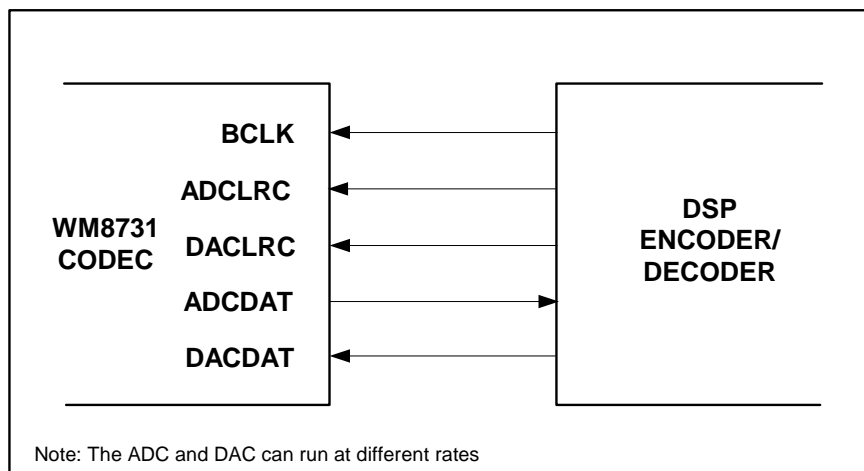 WM8731
CODEC
BCLK
ADCLRC
DACLRC
ADCDAT
DACDAT
DSP
ENCODER/
DECODER
Note: The ADC and DAC can run at different rates